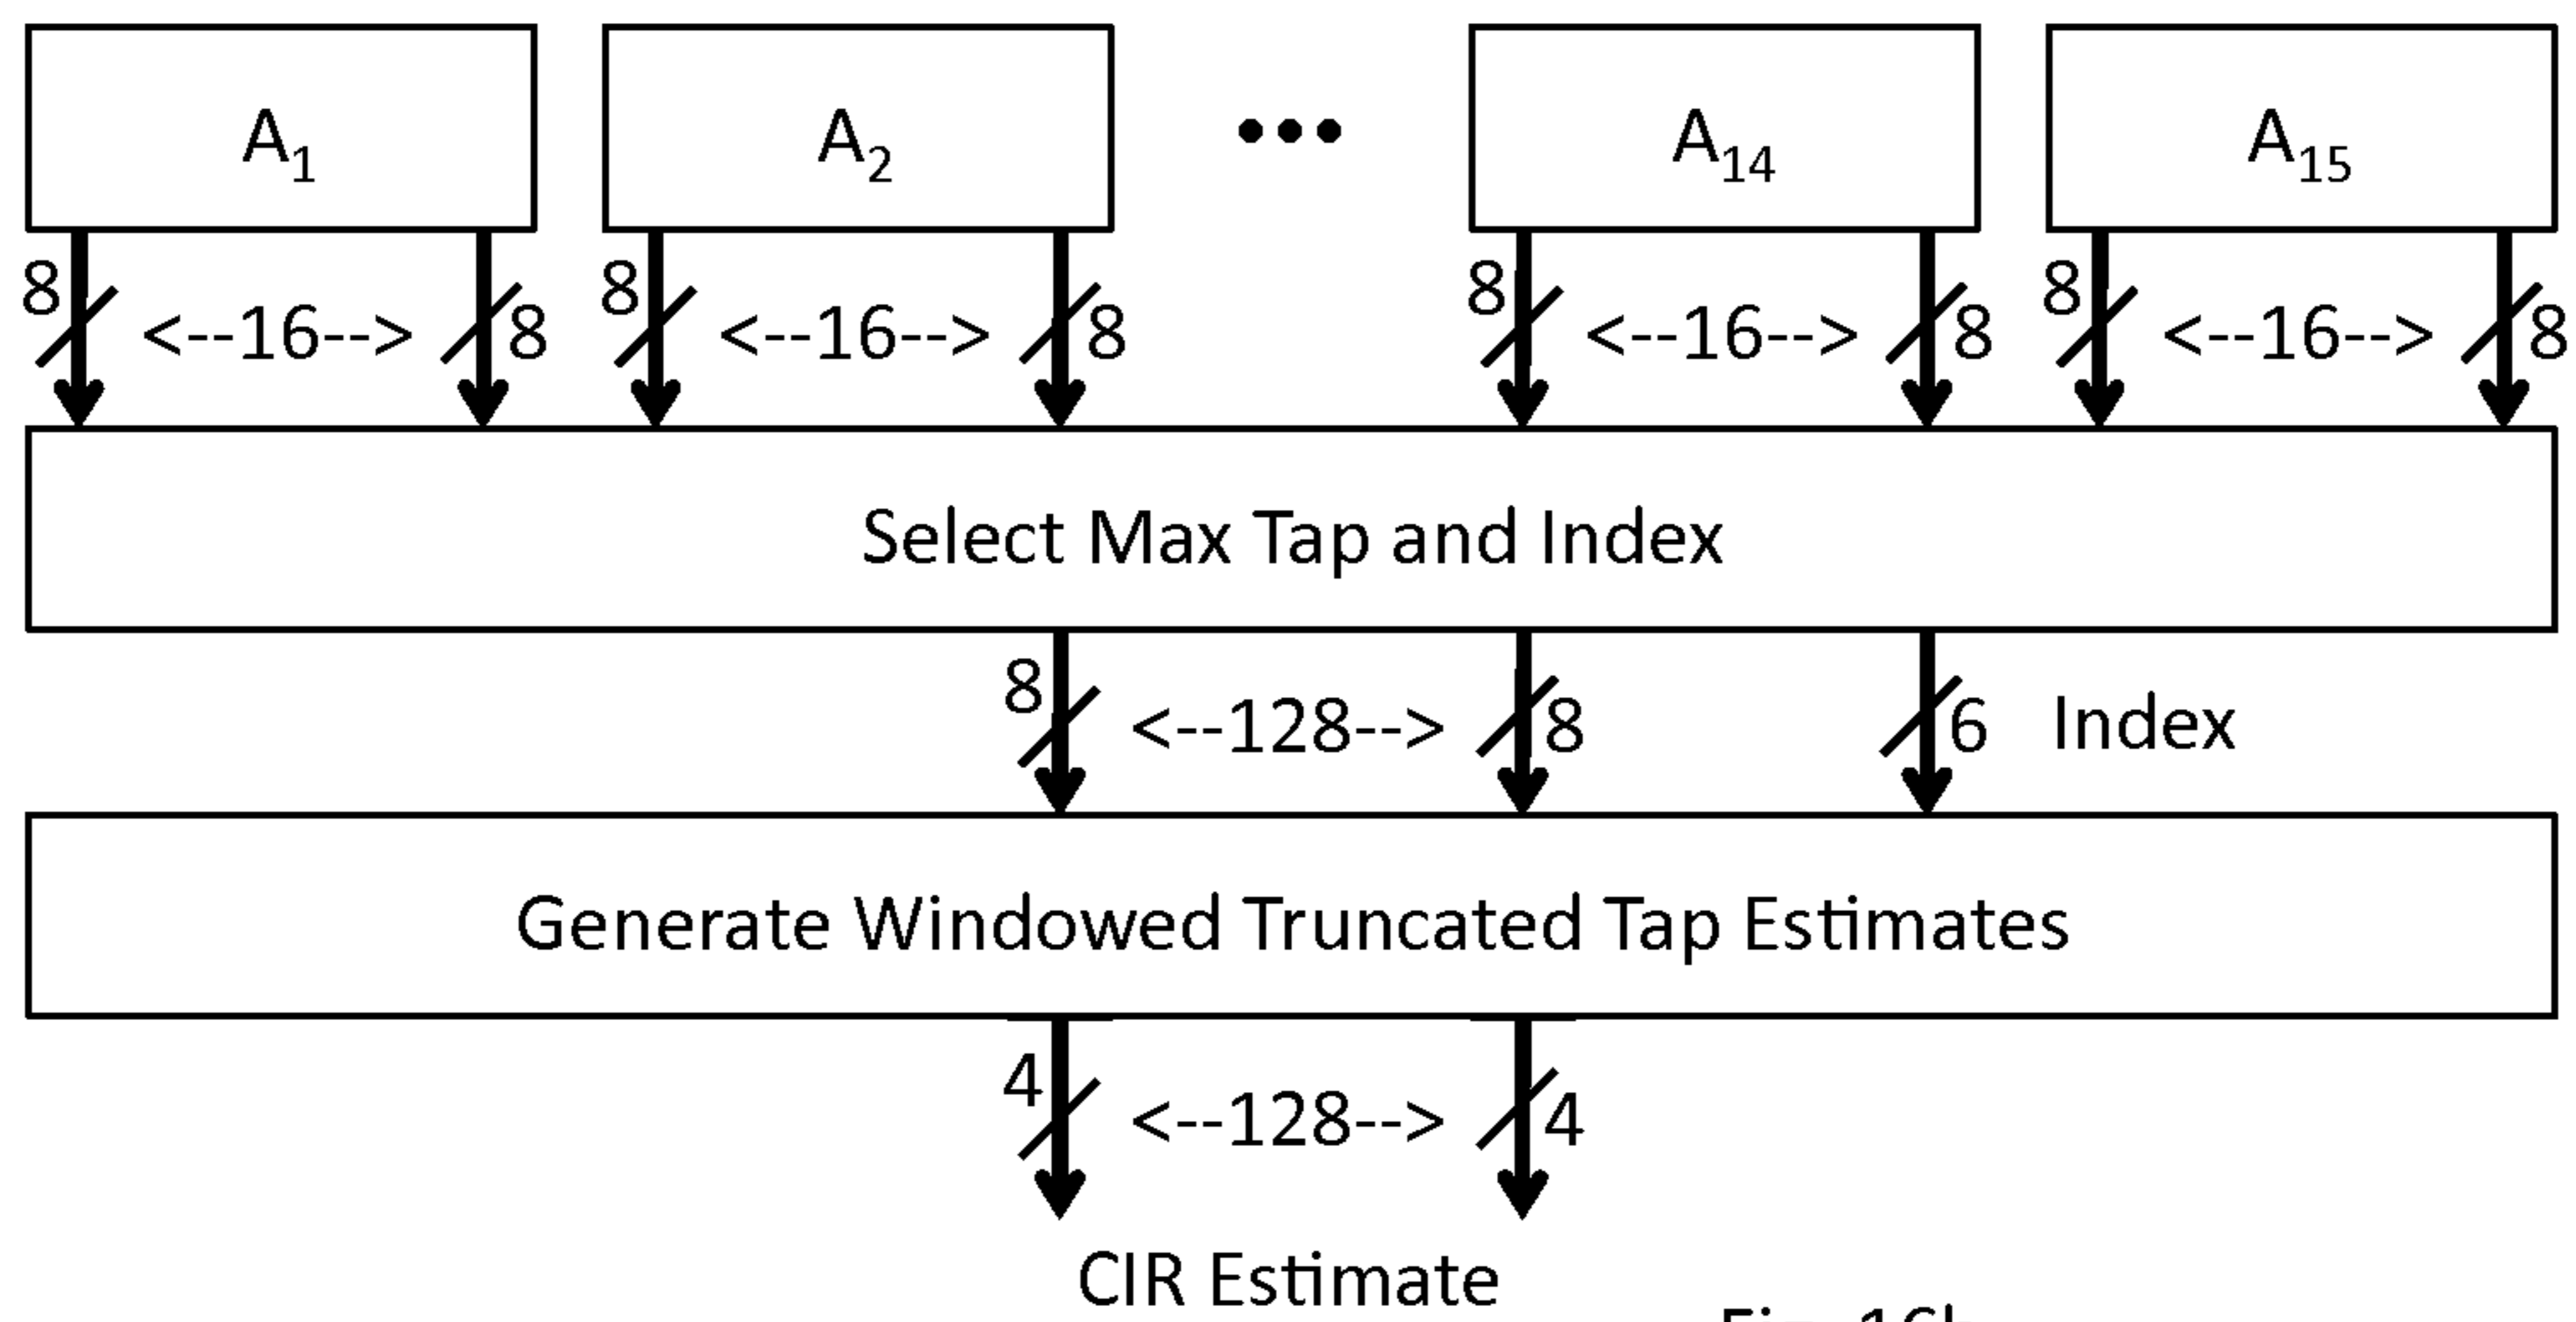 A1 A2 ••• A14 A15
8 <--16--> 8 8 <--16--> 8 8 <--16--> 8 8 <--16--> 8
Select Max Tap and Index
8 <--128--> 8 6 Index
Generate Windowed Truncated Tap Estimates
4 <--128--> 4
CIR Estimate